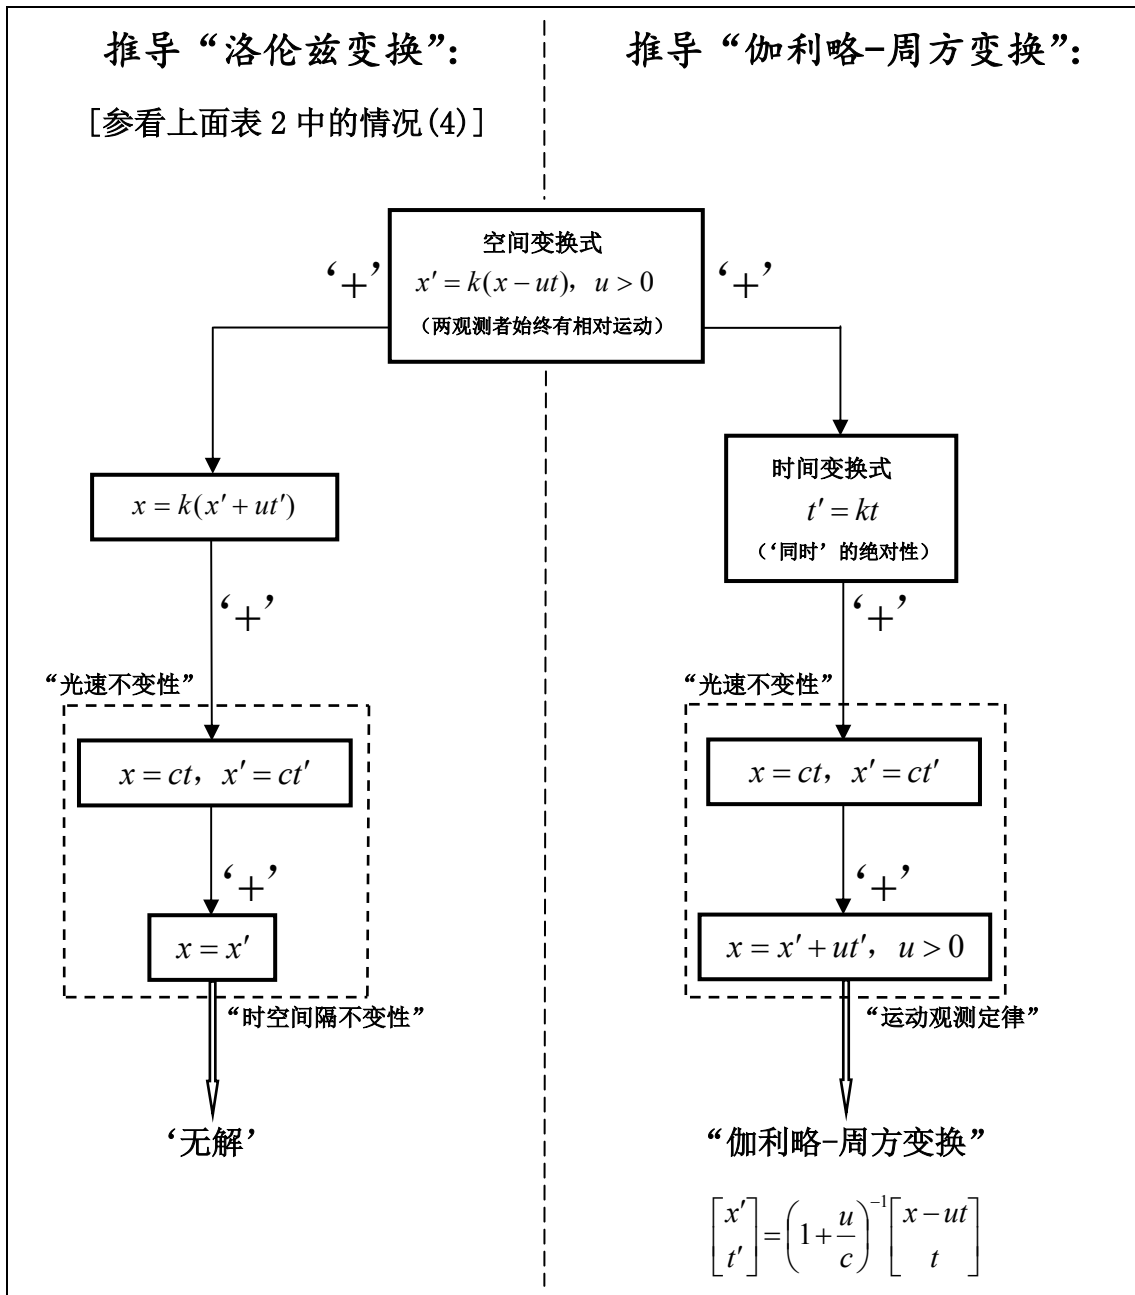 推导“洛伦兹变换”：
[参看上面表 2 中的情况(4)]
推导“伽利略-周方变换”：
空间变换式
x′ = k(x − ut)，u > 0
（两观测者始终有相对运动）
‘+’
‘+’
x = k(x′ + ut′)
‘+’
“光速不变性”
x = ct，x′ = ct′
‘+’
x = x′
“时空间隔不变性”
‘无解’
时间变换式
t′ = kt
（‘同时’的绝对性）
‘+’
“光速不变性”
x = ct，x′ = ct′
‘+’
x = x′ + ut′，u > 0
“运动观测定律”
“伽利略-周方变换”
[x′ t′] = (1 + u/c)⁻¹ [x − ut t]